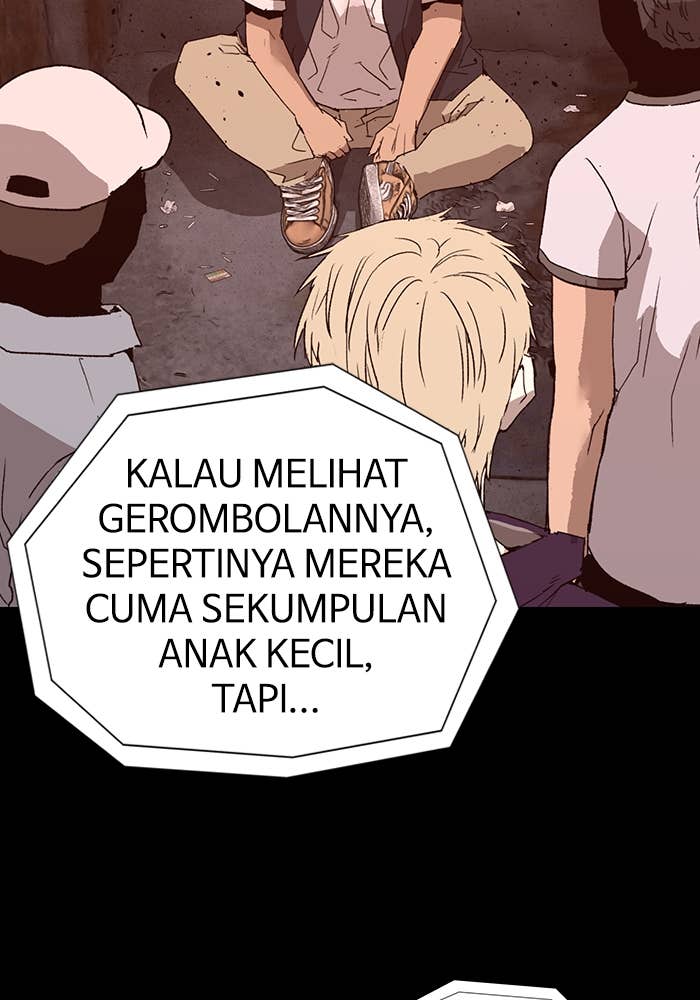 KALAU MELIHAT
GEROMBOLANNYA,
SEPERTINYA MEREKA
CUMA SEKUMPULAN
ANAK KECIL,
TAPI...